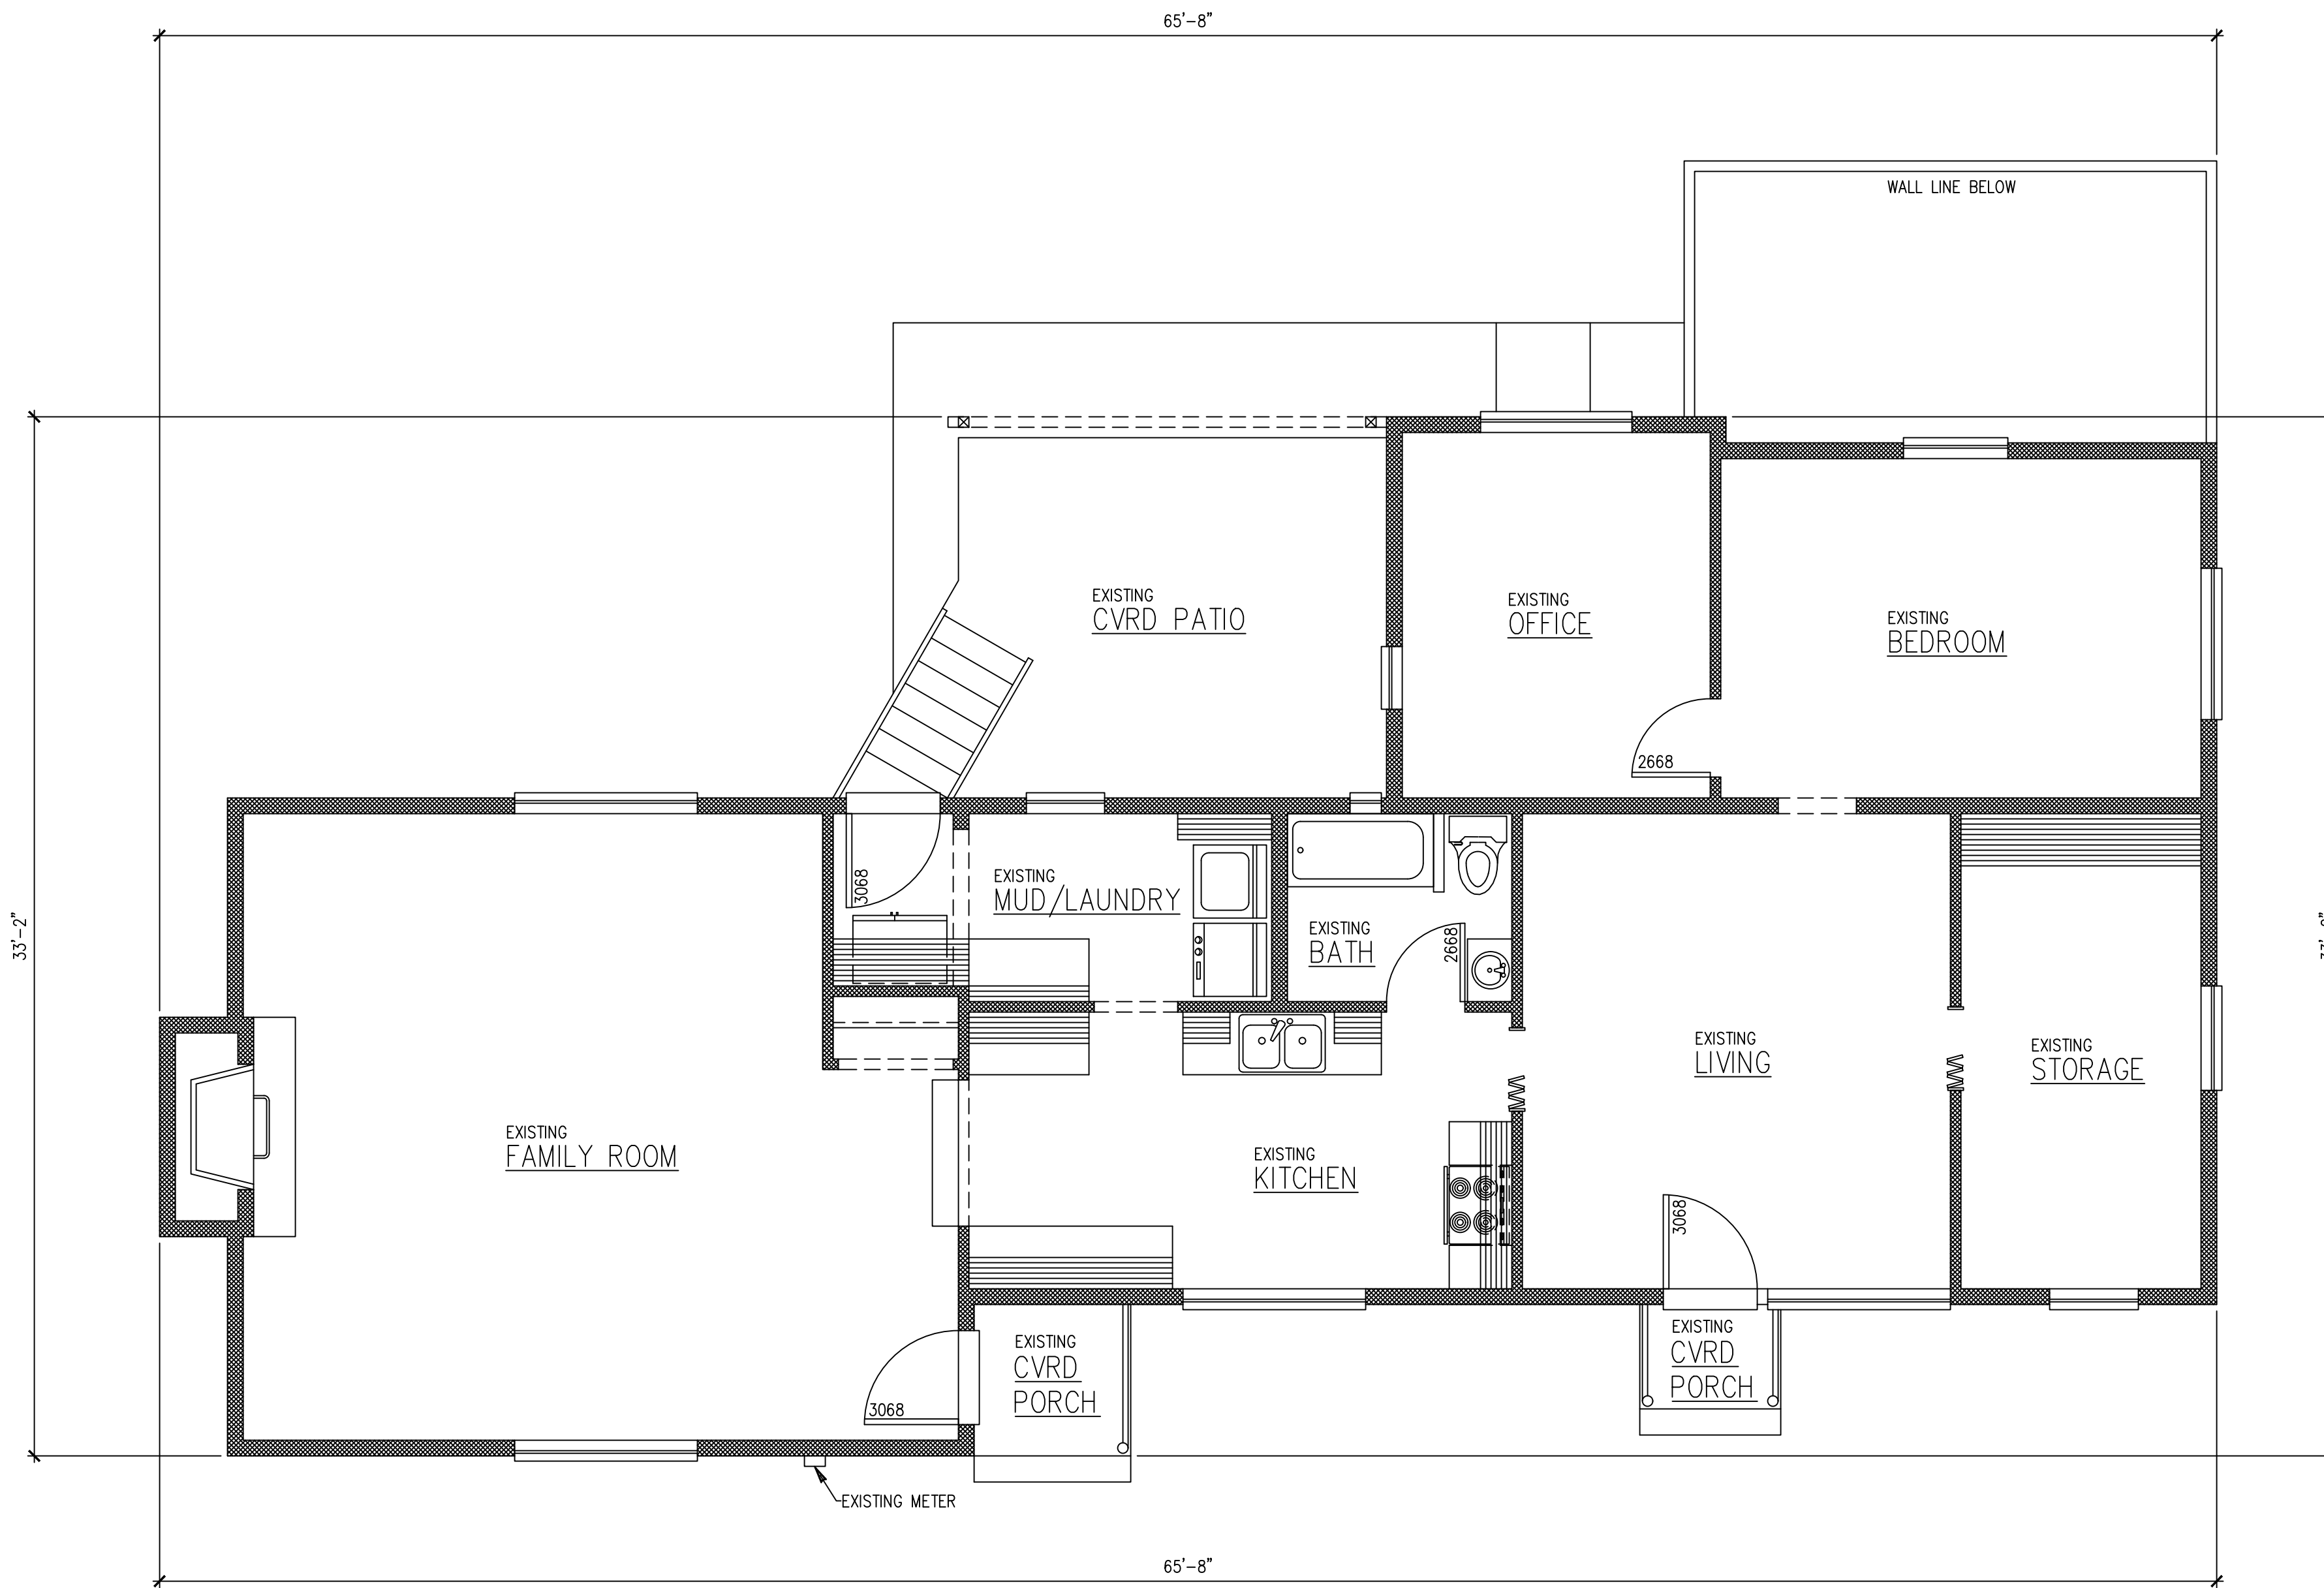 65'-8"
WALL LINE BELOW
EXISTING
CVRD PATIO
EXISTING
OFFICE
EXISTING
BEDROOM
2668
3068
EXISTING
MUD/LAUNDRY
EXISTING
BATH
2668
33'-2"
EXISTING
LIVING
EXISTING
STORAGE
EXISTING
FAMILY ROOM
EXISTING
KITCHEN
3068
EXISTING
CVRD
PORCH
EXISTING
CVRD
PORCH
3068
EXISTING METER
65'-8"